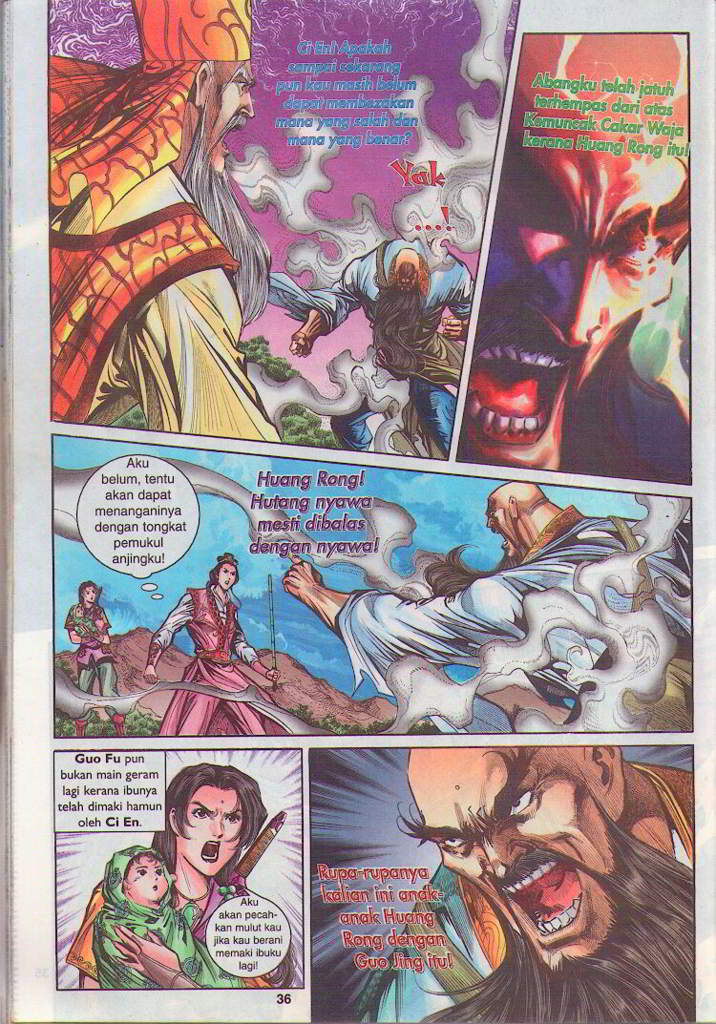 Ci En! Apakah
sampai sekarang
pun kau masih belum
dapat membezakan
mana yang salah dan
mana yang benar?
Yak
...!
Abangku telah jatuh
terhempas dari atas
Kemuncak Cakar Waja
kerana Huang Rong itu!
Aku
belum, tentu
akan dapat
menanganinya
dengan tongkat
pemukul
anjingku!
Huang Rong!
Hutang nyawa
mesti dibalas
dengan nyawa!
Guo Fu pun
bukan main geram
lagi kerana ibunya
telah dimaki hamun
oleh Ci En.
Aku
akan pecah-
kan mulut kau
jika kau berani
memaki ibuku
lagi!
Rupa-rupanya
kalian ini anak-
anak Huang
Rong dengan
Guo Jing itu!
36